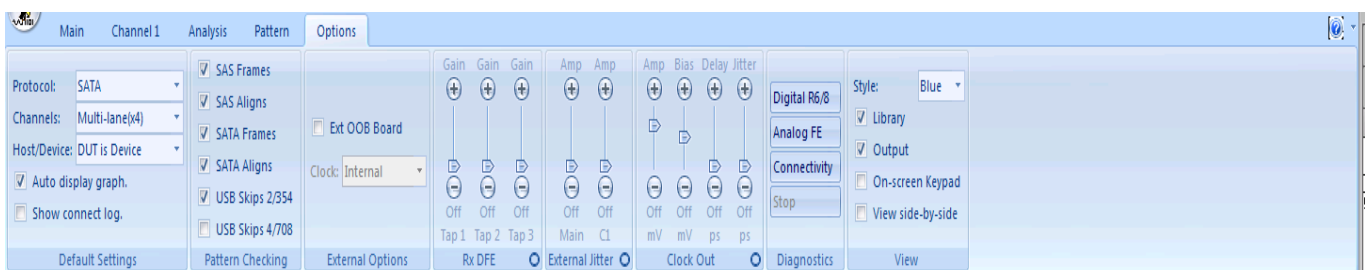 Main Channel 1 Analysis Pattern Options
Protocol: SATA
Channels: Multi-lane(x4)
Host/Device: DUT is Device
Auto display graph.
Show connect log.
Default Settings
SAS Frames
SAS Aligns
SATA Frames
SATA Aligns
USB Skips 2/354
USB Skips 4/708
Pattern Checking
Ext OOB Board
Clock: Internal
External Options
Gain Gain Gain
Off Off Off
Tap 1 Tap 2 Tap 3
Rx DFE
Amp Amp
Off Off
Main C1
External Jitter
Amp Bias Delay Jitter
Off Off Off Off
mV mV ps ps
Clock Out
Digital R6/8
Analog FE
Connectivity
Stop
Diagnostics
Style: Blue
Library
Output
On-screen Keypad
View side-by-side
View